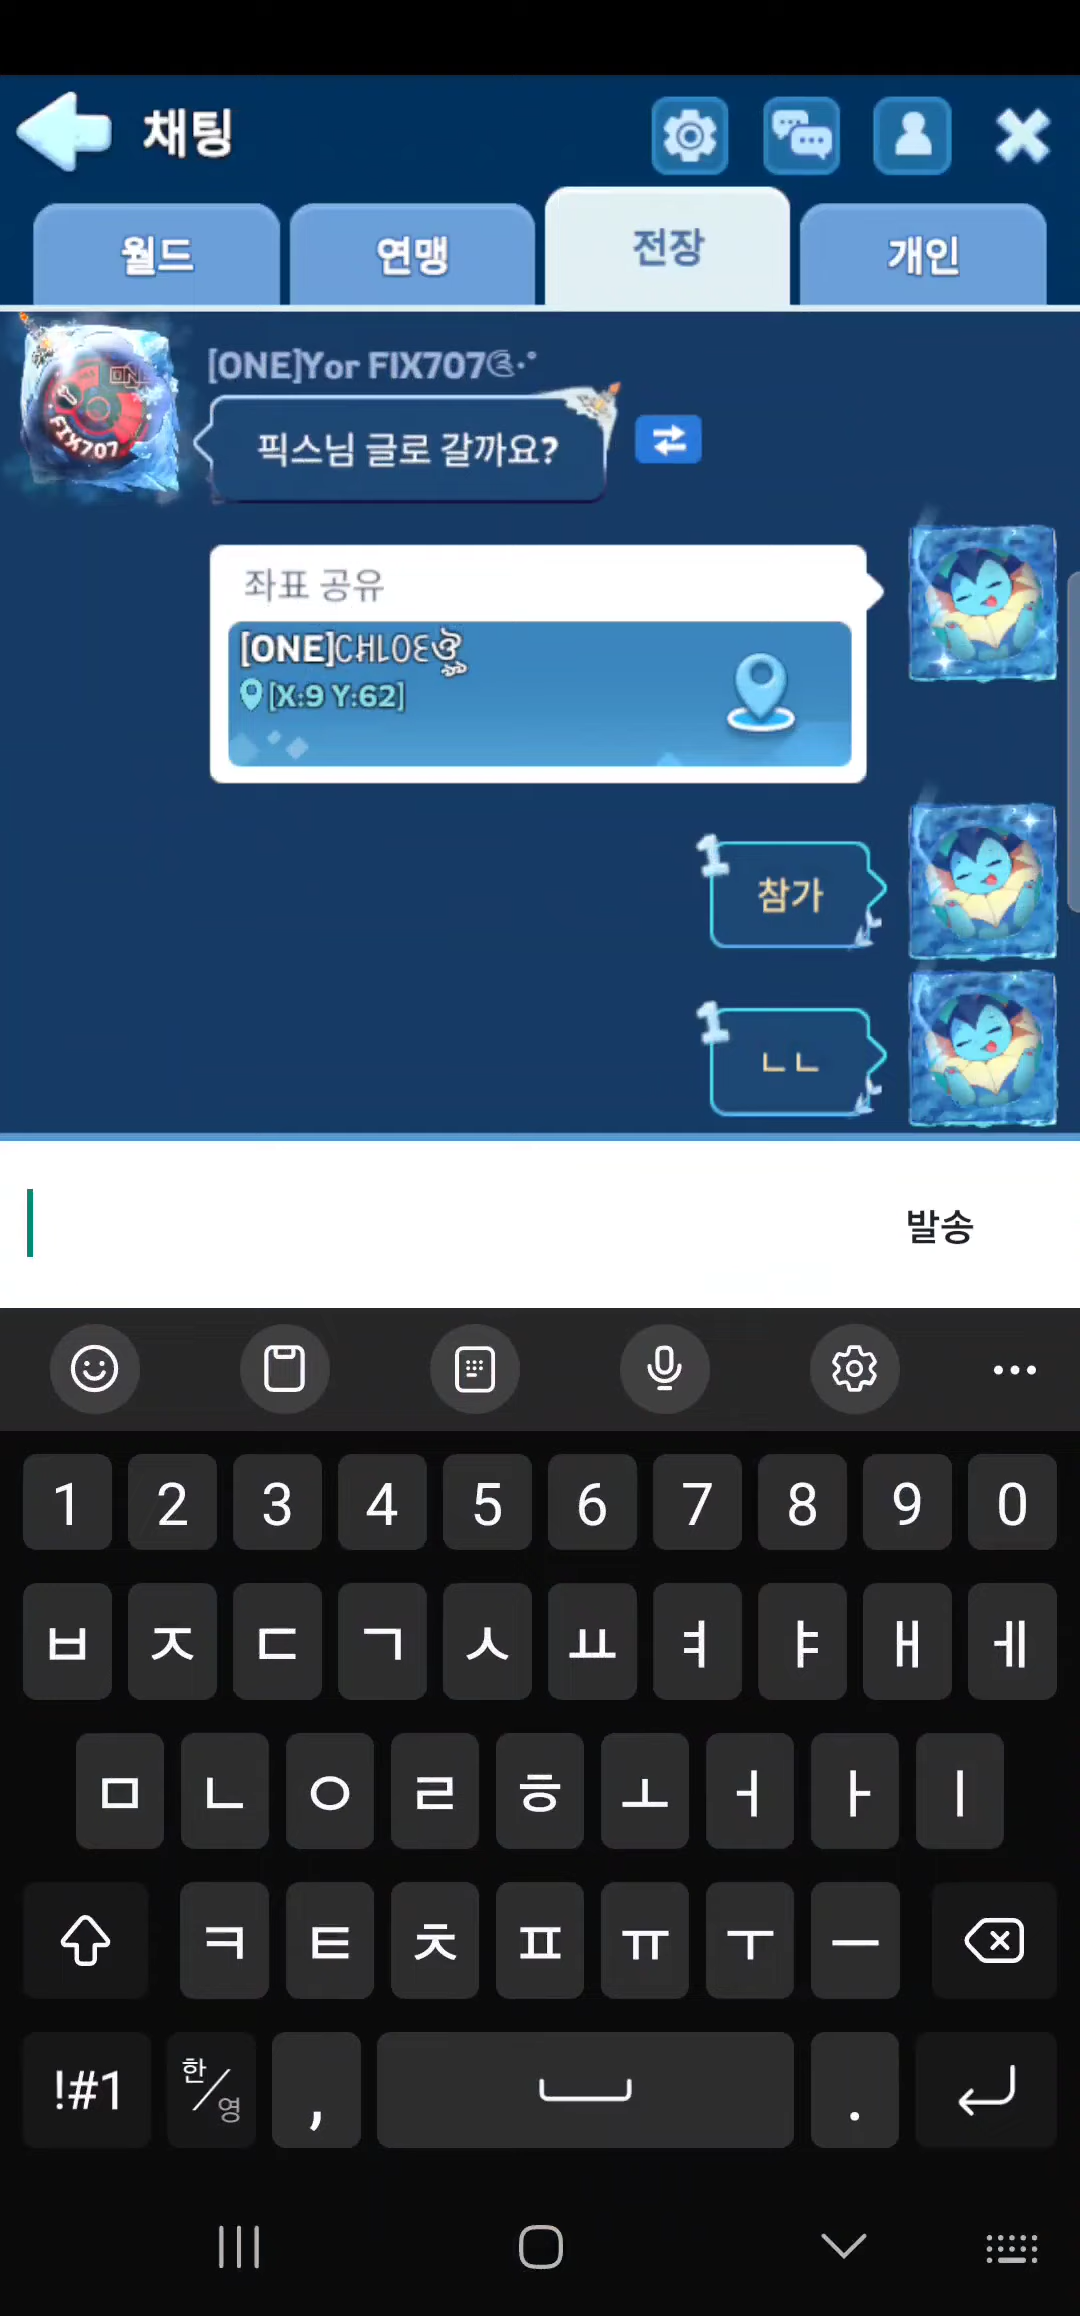 채팅
월드
연맹
전장
개인
[ONE]Yor FIX707
픽스님 글로 갈까요?
FIX707
좌표 공유
[ONE]CHLOE
[X:9 Y:62]
1
참가
1
ㄴㄴ
발송
1 2 3 4 5 6 7 8 9 0
ㅂ ㅈ ㄷ ㄱ ㅅ ㅛ ㅕ ㅑ ㅐ ㅔ
ㅁ ㄴ ㅇ ㄹ ㅎ ㅗ ㅓ ㅏ ㅣ
ㅋ ㅌ ㅊ ㅍ ㅠ ㅜ ㅡ
!#1 한/영 , .